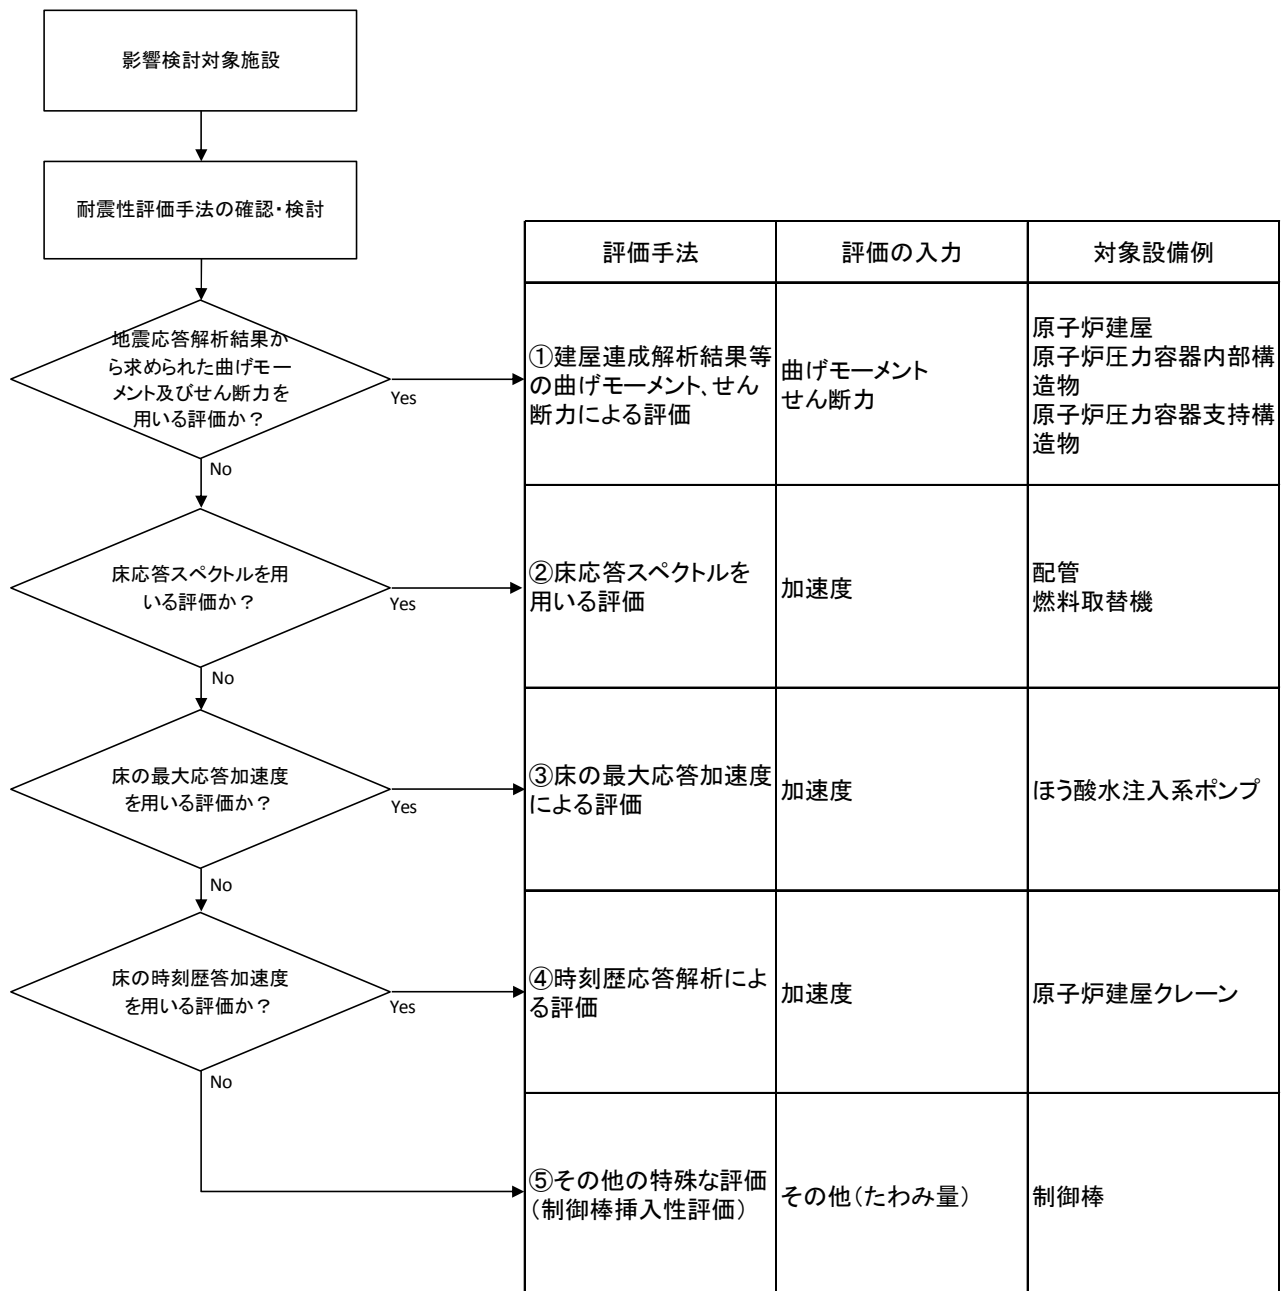 影響検討対象施設
耐震性評価手法の確認・検討
地震応答解析結果か
ら求められた曲げモー
メント及びせん断力を
用いる評価か？
Yes
No
床応答スペクトルを用
いる評価か？
Yes
No
床の最大応答加速度
を用いる評価か？
Yes
No
床の時刻歴答加速度
を用いる評価か？
Yes
No
評価手法
評価の入力
対象設備例
①建屋連成解析結果等
の曲げモーメント、せん
断力による評価
曲げモーメント
せん断力
原子炉建屋
原子炉圧力容器内部構
造物
原子炉圧力容器支持構
造物
②床応答スペクトルを
用いる評価
加速度
配管
燃料取替機
③床の最大応答加速度
による評価
加速度
ほう酸水注入系ポンプ
④時刻歴応答解析によ
る評価
加速度
原子炉建屋クレーン
⑤その他の特殊な評価
（制御棒挿入性評価）
その他（たわみ量）
制御棒